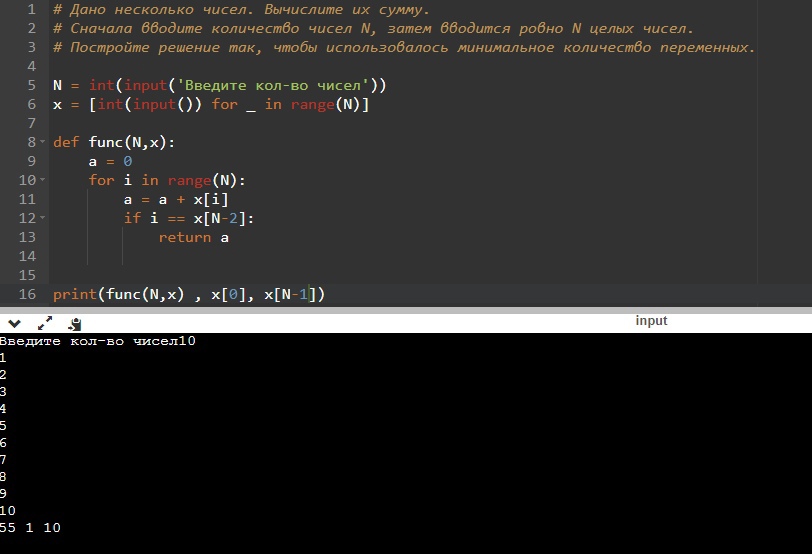 1 # Дано несколько чисел. Вычислите их сумму.
2 # Сначала вводите количество чисел N, затем вводится ровно N целых чисел.
3 # Постройте решение так, чтобы использовалось минимальное количество переменных.
4
5 N = int(input('Введите кол-во чисел'))
6 x = [int(input()) for _ in range(N)]
7
8 def func(N,x):
9 a = 0
10 for i in range(N):
11 a = a + x[i]
12 if i == x[N-2]:
13 return a
14
15
16 print(func(N,x) , x[0], x[N-1])
input
Введите кол-во чисел10
1
2
3
4
5
6
7
8
9
10
55 1 10